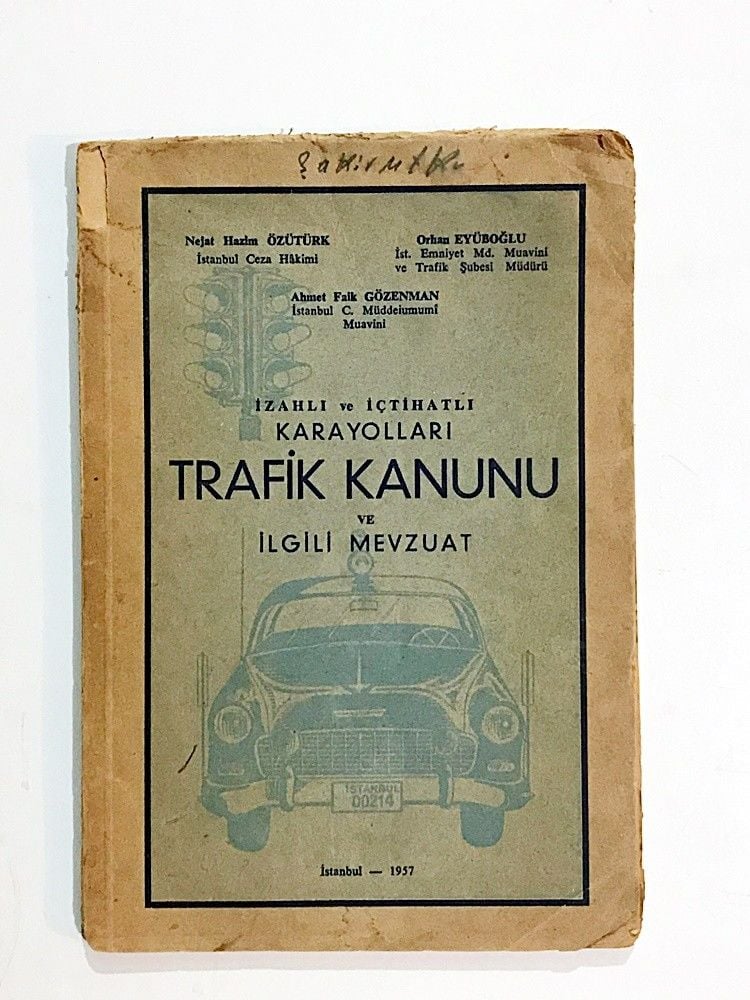 Nejat Hazim ÖZÜTÜRK
İstanbul Ceza Hâkimi
Orhan EYÜBOĞLU
İst. Emniyet Md. Muavini
ve Trafik Şubesi Müdürü
Ahmet Faik GÖZENMAN
İstanbul C. Müddeiumumî
Muavini
İZAHLI ve İÇTİHATLI
KARAYOLLARI
TRAFİK KANUNU
VE
İLGİLİ MEVZUAT
İSTANBUL
00214
İstanbul — 1957